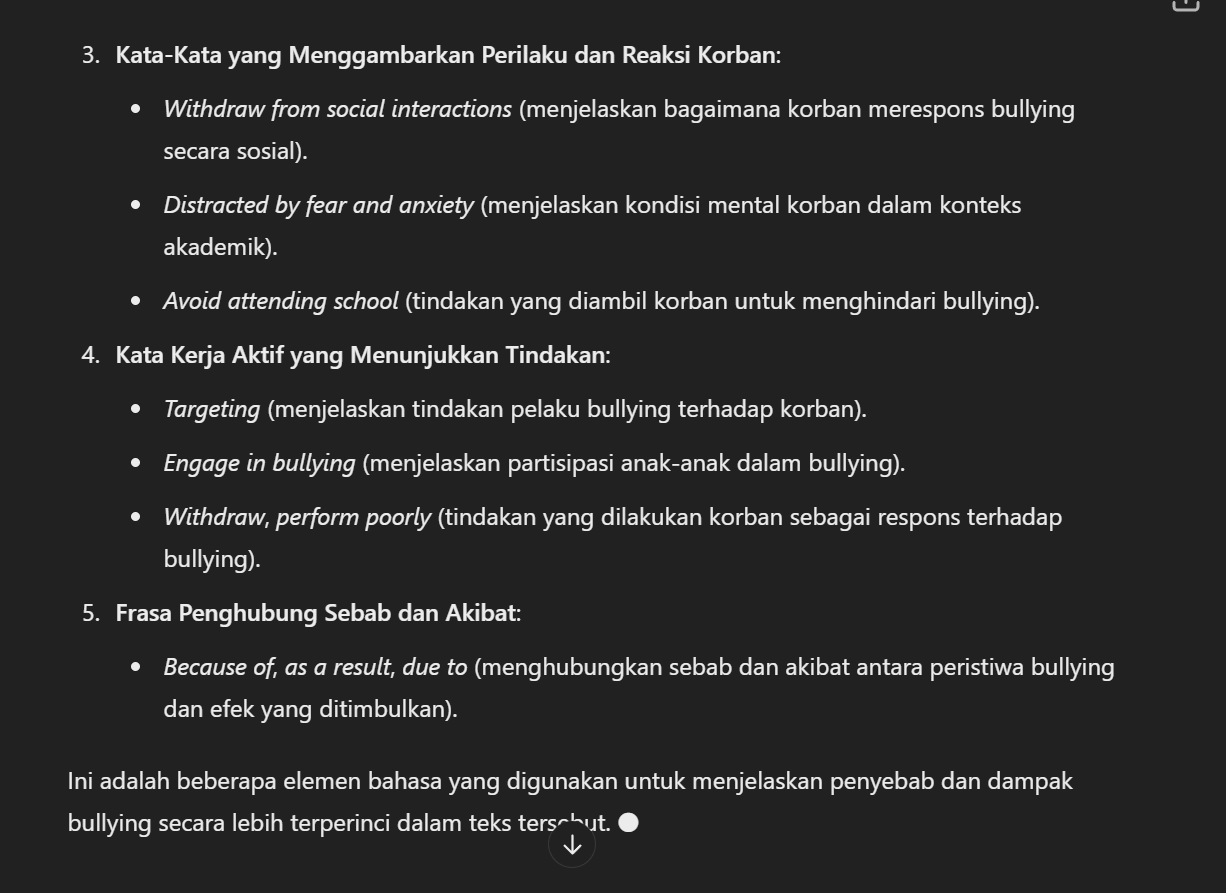 3. Kata-Kata yang Menggambarkan Perilaku dan Reaksi Korban:
• Withdraw from social interactions (menjelaskan bagaimana korban merespons bullying
secara sosial).
• Distracted by fear and anxiety (menjelaskan kondisi mental korban dalam konteks
akademik).
• Avoid attending school (tindakan yang diambil korban untuk menghindari bullying).
4. Kata Kerja Aktif yang Menunjukkan Tindakan:
• Targeting (menjelaskan tindakan pelaku bullying terhadap korban).
• Engage in bullying (menjelaskan partisipasi anak-anak dalam bullying).
• Withdraw, perform poorly (tindakan yang dilakukan korban sebagai respons terhadap
bullying).
5. Frasa Penghubung Sebab dan Akibat:
• Because of, as a result, due to (menghubungkan sebab dan akibat antara peristiwa bullying
dan efek yang ditimbulkan).
Ini adalah beberapa elemen bahasa yang digunakan untuk menjelaskan penyebab dan dampak
bullying secara lebih terperinci dalam teks tersebut.